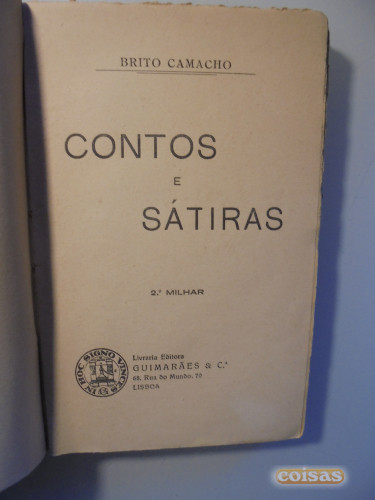 BRITO CAMACHO
CONTOS
E
SÁTIRAS
2.º MILHAR
IN HOC SIGNO VINCES
Livraria Editora
GUIMARÃES & C.ª
68, Rua do Mundo, 70
LISBOA
coisas